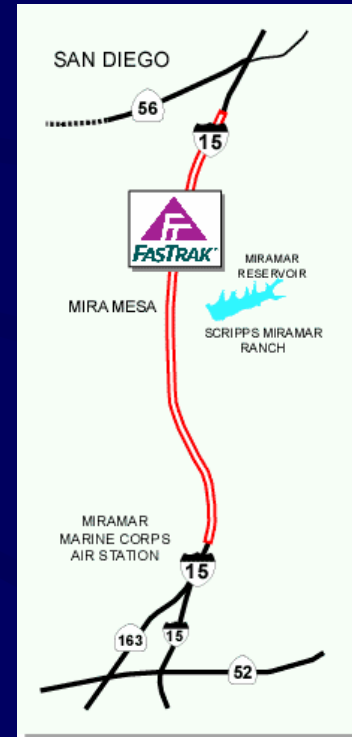 SAN DIEGO
56
15
FASTRAK
MIRAMAR
RESERVOIR
MIRA MESA
SCRIPPS MIRAMAR
RANCH
MIRAMAR
MARINE CORPS
AIR STATION
15
163
15
52